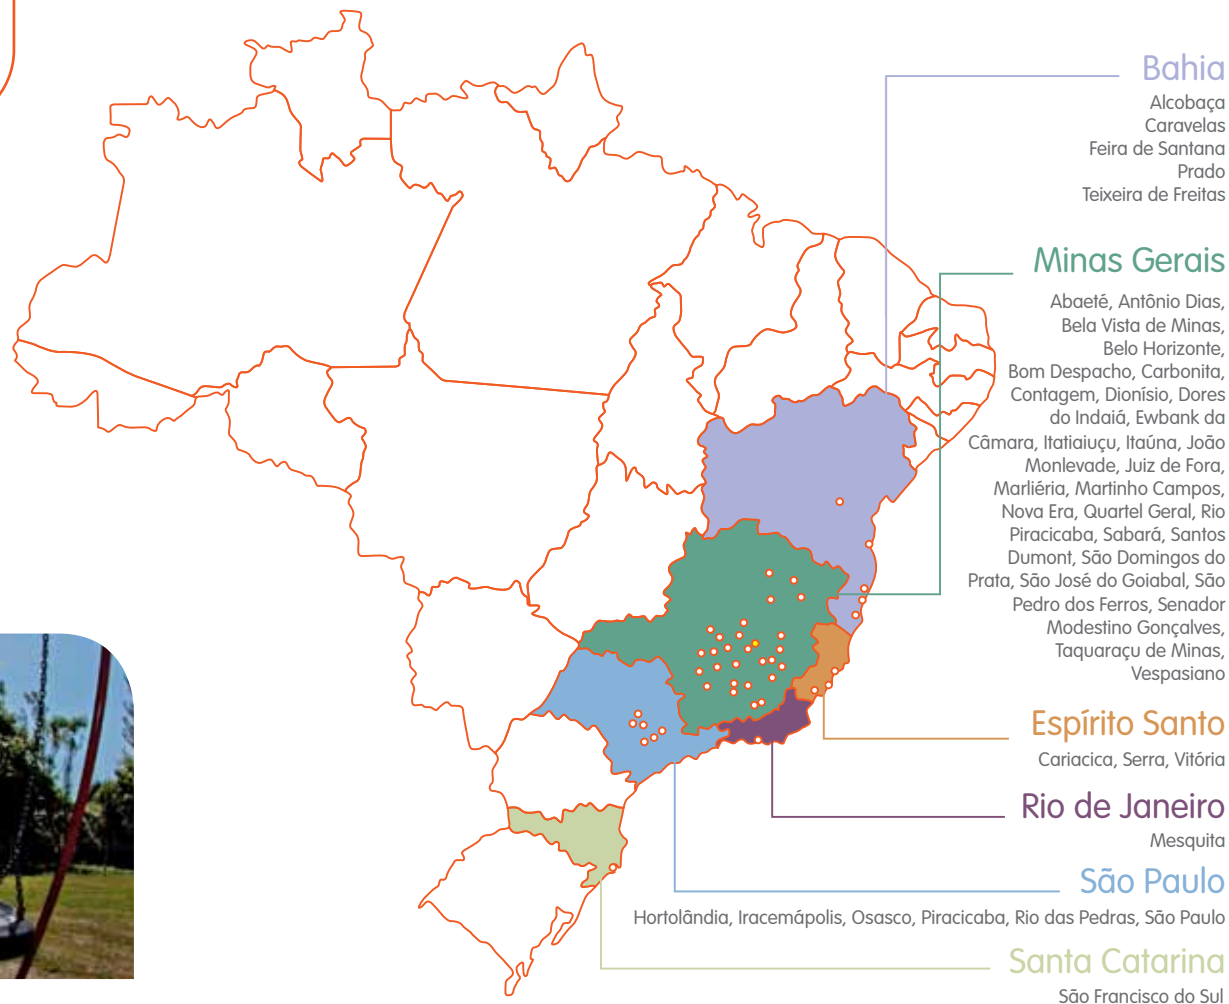 Bahia
Alcobaça
Caravelas
Feira de Santana
Prado
Teixeira de Freitas
Minas Gerais
Abaeté, Antônio Dias,
Bela Vista de Minas,
Belo Horizonte,
Bom Despacho, Carbonita,
Contagem, Dionísio, Dores
do Indaiá, Ewbank da
Câmara, Itatiaiuçu, Itaúna, João
Monlevade, Juiz de Fora,
Marliéria, Martinho Campos,
Nova Era, Quartel Geral, Rio
Piracicaba, Sabará, Santos
Dumont, São Domingos do
Prata, São José do Goiabal, São
Pedro dos Ferros, Senador
Modestino Gonçalves,
Taquaraçu de Minas,
Vespasiano
Espírito Santo
Cariacica, Serra, Vitória
Rio de Janeiro
Mesquita
São Paulo
Hortolândia, Iracemápolis, Osasco, Piracicaba, Rio das Pedras, São Paulo
Santa Catarina
São Francisco do Sul